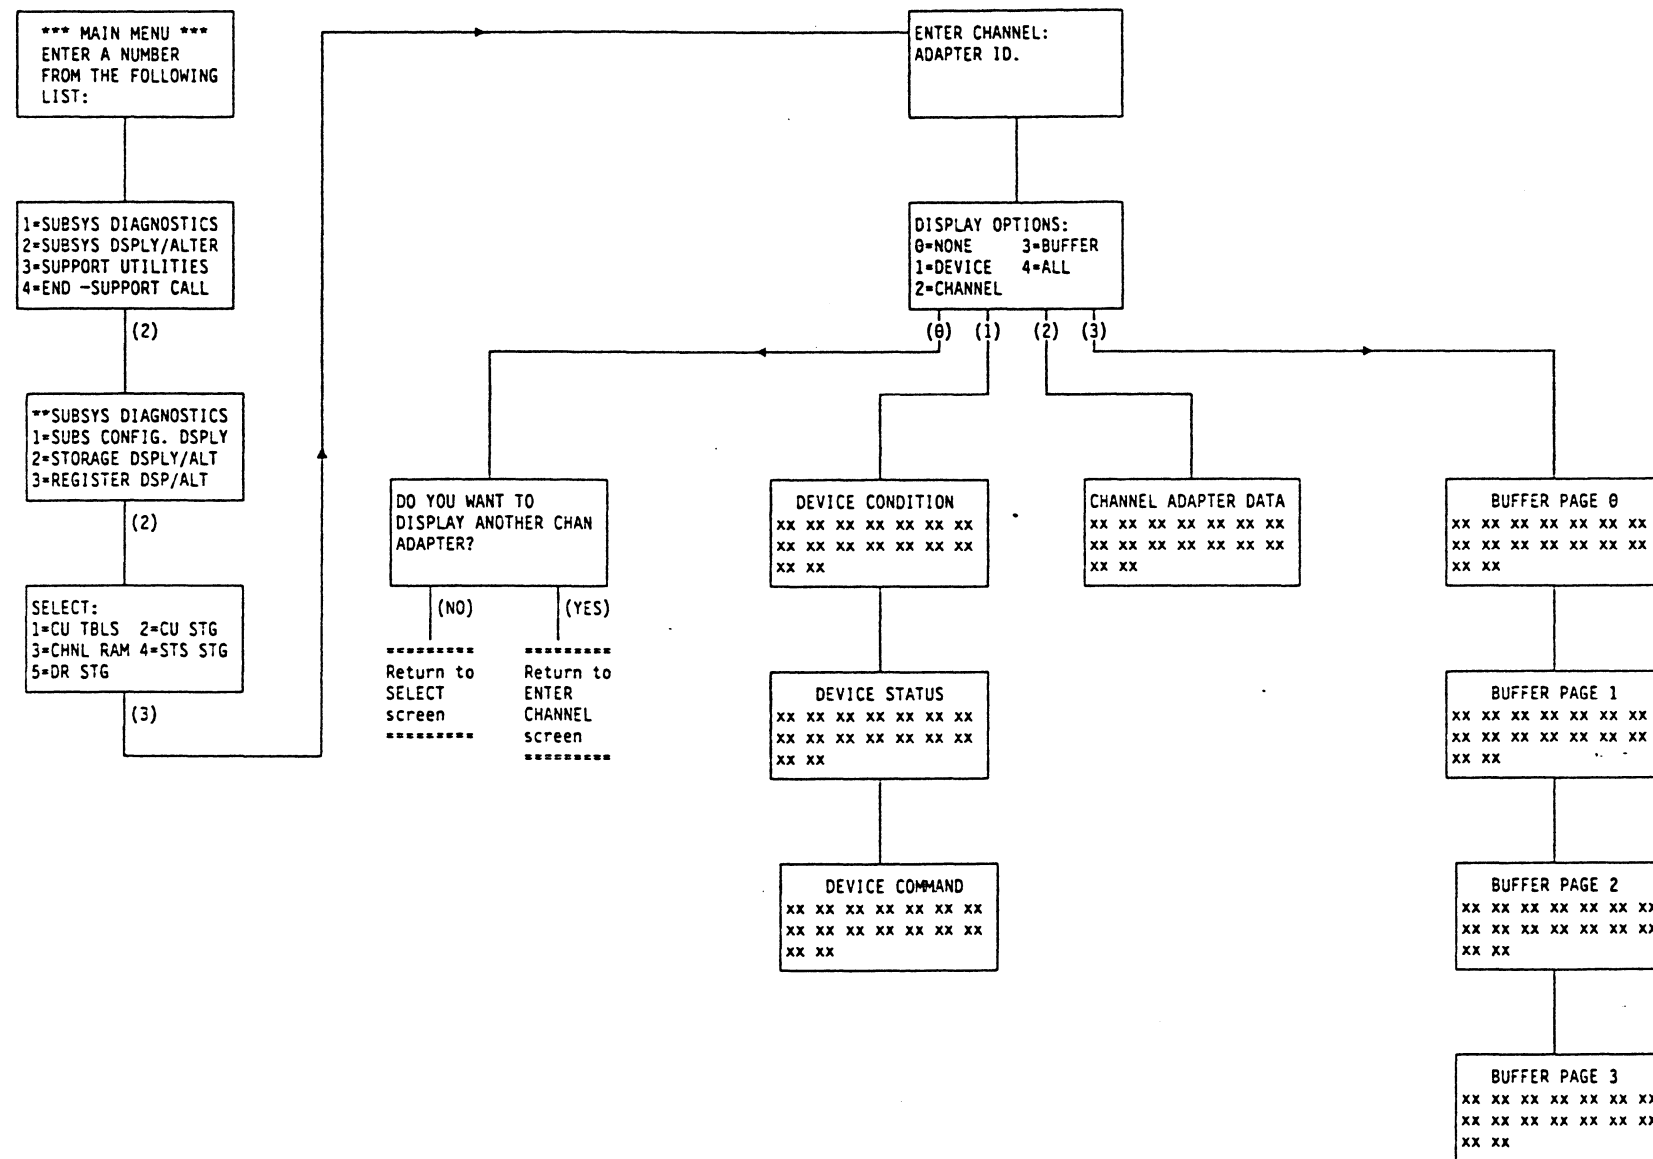 *** MAIN MENU ***
ENTER A NUMBER
FROM THE FOLLOWING
LIST:
1=SUBSYS DIAGNOSTICS
2=SUBSYS DSPLY/ALTER
3=SUPPORT UTILITIES
4=END -SUPPORT CALL
(2)
**SUBSYS DIAGNOSTICS
1=SUBS CONFIG. DSPLY
2=STORAGE DSPLY/ALT
3=REGISTER DSP/ALT
(2)
SELECT:
1=CU TBLS 2=CU STG
3=CHNL RAM 4=STS STG
5=DR STG
(3)
ENTER CHANNEL:
ADAPTER ID.
DISPLAY OPTIONS:
0=NONE 3=BUFFER
1=DEVICE 4=ALL
2=CHANNEL
(0) (1) (2) (3)
DO YOU WANT TO
DISPLAY ANOTHER CHAN
ADAPTER?
(NO) (YES)
=========
Return to
SELECT
screen
=========
=========
Return to
ENTER
CHANNEL
screen
=========
DEVICE CONDITION
xx xx xx xx xx xx xx
xx xx xx xx xx xx xx
xx xx
DEVICE STATUS
xx xx xx xx xx xx xx
xx xx xx xx xx xx xx
xx xx
DEVICE COMMAND
xx xx xx xx xx xx xx
xx xx xx xx xx xx xx
xx xx
CHANNEL ADAPTER DATA
xx xx xx xx xx xx xx
xx xx xx xx xx xx xx
xx xx
BUFFER PAGE 0
xx xx xx xx xx xx xx
xx xx xx xx xx xx xx
xx xx
BUFFER PAGE 1
xx xx xx xx xx xx xx
xx xx xx xx xx xx xx
xx xx
BUFFER PAGE 2
xx xx xx xx xx xx xx
xx xx xx xx xx xx xx
xx xx
BUFFER PAGE 3
xx xx xx xx xx xx xx
xx xx xx xx xx xx xx
xx xx